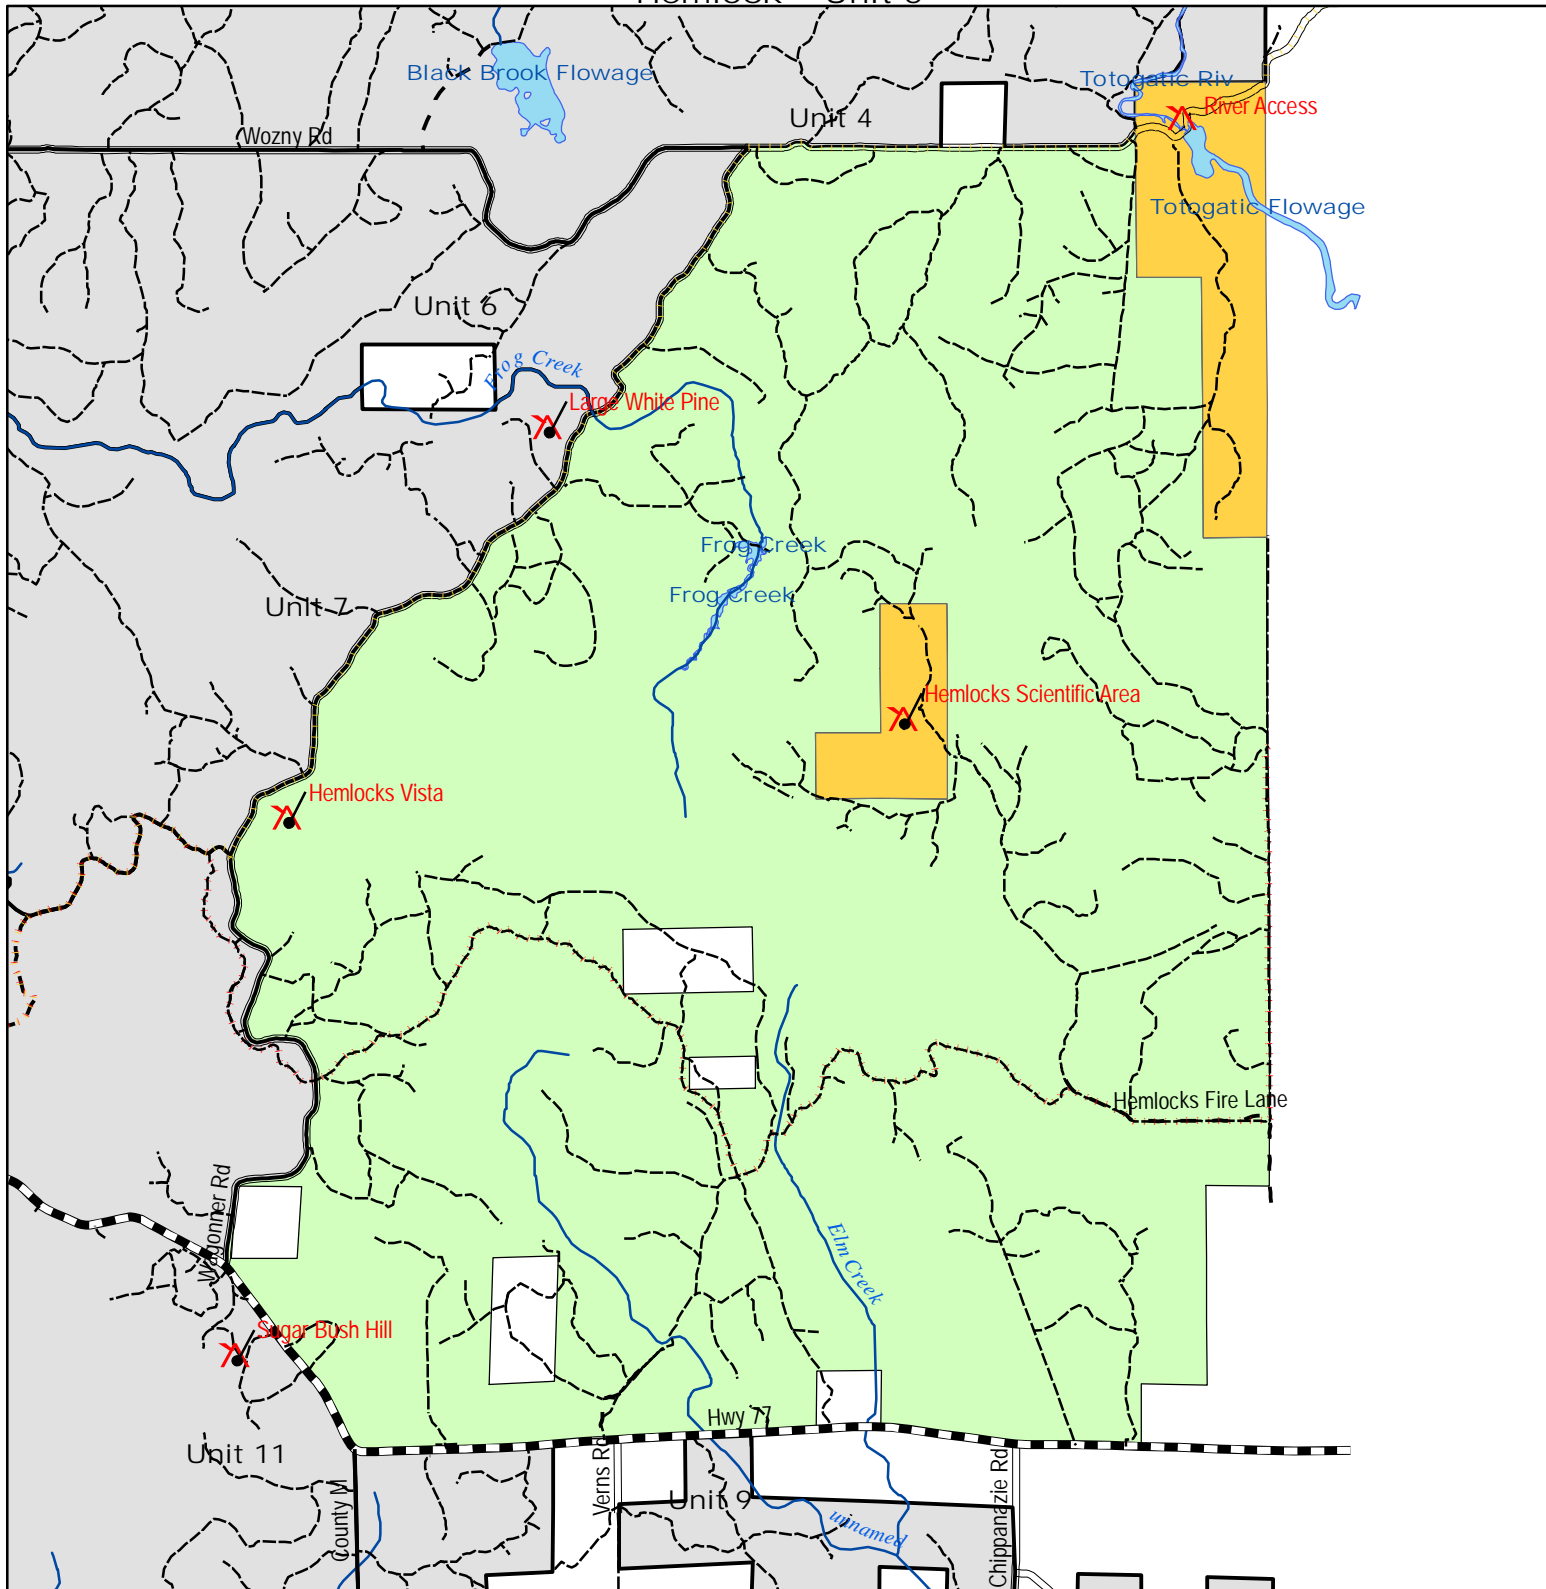 Black Brook Flowage
Totogatic Riv
River Access
Unit 4
Wozny Rd
Totogatic Flowage
Unit 6
Frog Creek
Large White Pine
Frog Creek
Frog Creek
Unit 7
Hemlocks Scientific Area
Hemlocks Vista
Hemlocks Fire Lane
Wagonner Rd
Elm Creek
Sugar Bush Hill
Hwy 77
Unit 11
County M
Verns Rd
Unit 9
Chippanazie Rd
unnamed